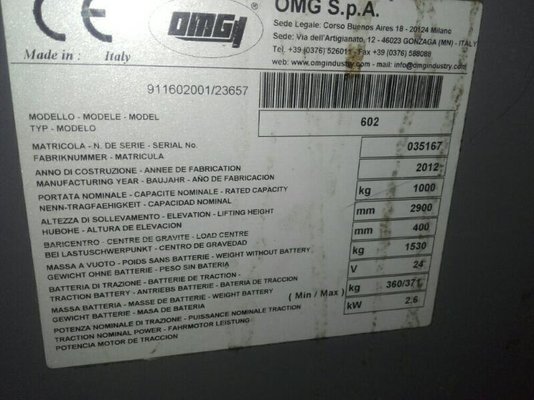 CE
Made in : Italy
OMG
OMG S.p.A.
Sede Legale: Corso Buenos Aires 18 - 20124 Milano
Sede: Via dell'Artigianato, 12 - 46023 GONZAGA (MN) - ITALY
Tel. +39 (0376) 526011 - Fax +39 (0376) 588088
web: www.omgindustry.com - mail: info@omgindustry.com
911602001/23657
MODELLO - MODELE - MODEL
TYP - MODELO
602
MATRICOLA - N. DE SERIE - SERIAL No.
FABRIKNUMMER - MATRICULA
035167
ANNO DI COSTRUZIONE - ANNEE DE FABRICATION
MANUFACTURING YEAR - BAUJAHR - AÑO DE FABRICACION
2012
PORTATA NOMINALE - CAPACITE NOMINALE - RATED CAPACITY
NENN-TRAGFAEHIGKEIT - CAPACIDAD NOMINAL
kg 1000
ALTEZZA DI SOLLEVAMENTO - ELEVATION - LIFTING HEIGHT
HUBOHE - ALTURA DE ELEVACION
mm 2900
BARICENTRO - CENTRE DE GRAVITE - LOAD CENTRE
BEI LASTUSCHWERPUNKT - CENTRO DE GRAVEDAD
mm 400
MASSA A VUOTO - POIDS SANS BATTERIE - WEIGHT WITHOUT BATTERY
GEWICHT OHNE BATTERIE - PESO SIN BATERIA
kg 1530
BATTERIA DI TRAZIONE - BATTERIE DE TRACTION -
TRACTION BATTERY - ANTRIEBS BATTERIE - BATERIA DE TRACCION
V 24
MASSA BATTERIA - MASSE DE BATTERIE - WEIGHT BATTERY
GEWICHT BATTERIE - MASA DE BATERIA
( Min / Max ) kg 360/371
POTENZA NOMINALE DI TRAZIONE - PUISSANCE NOMINALE TRACTION
TRACTION NOMINAL POWER - FAHRMOTOR LEISTUNG
POTENCIA MOTOR DE TRACCION
kW 2.6